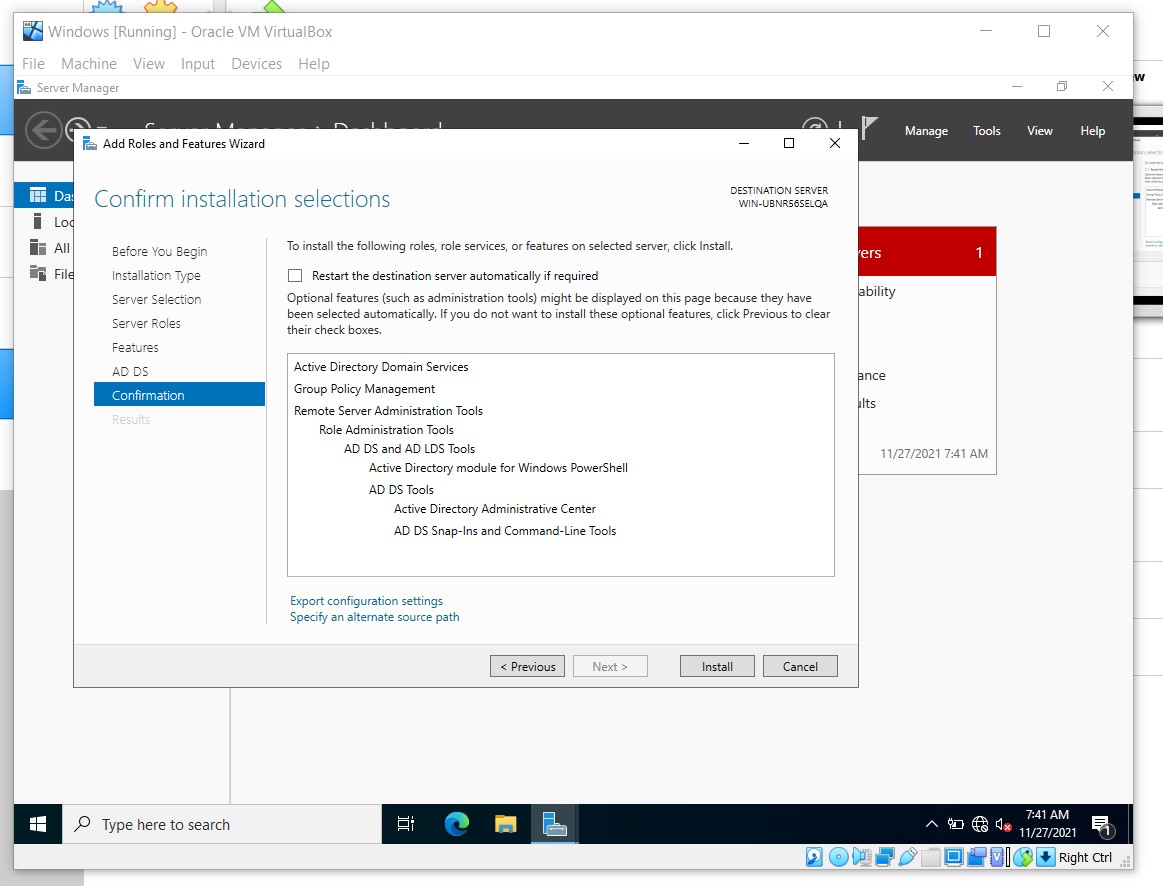 Windows [Running] - Oracle VM VirtualBox
File Machine View Input Devices Help
Server Manager
Manage Tools View Help
Add Roles and Features Wizard
Confirm installation selections
DESTINATION SERVER
WIN-UBNR56SELQA
Before You Begin
Installation Type
Server Selection
Server Roles
Features
AD DS
Confirmation
Results
To install the following roles, role services, or features on selected server, click Install.
Restart the destination server automatically if required
Optional features (such as administration tools) might be displayed on this page because they have
been selected automatically. If you do not want to install these optional features, click Previous to clear
their check boxes.
Active Directory Domain Services
Group Policy Management
Remote Server Administration Tools
Role Administration Tools
AD DS and AD LDS Tools
Active Directory module for Windows PowerShell
AD DS Tools
Active Directory Administrative Center
AD DS Snap-Ins and Command-Line Tools
Export configuration settings
Specify an alternate source path
< Previous Next > Install Cancel
Das
Loc
All
File
vers 1
ability
ance
ults
11/27/2021 7:41 AM
Type here to search
7:41 AM
11/27/2021
1
Right Ctrl